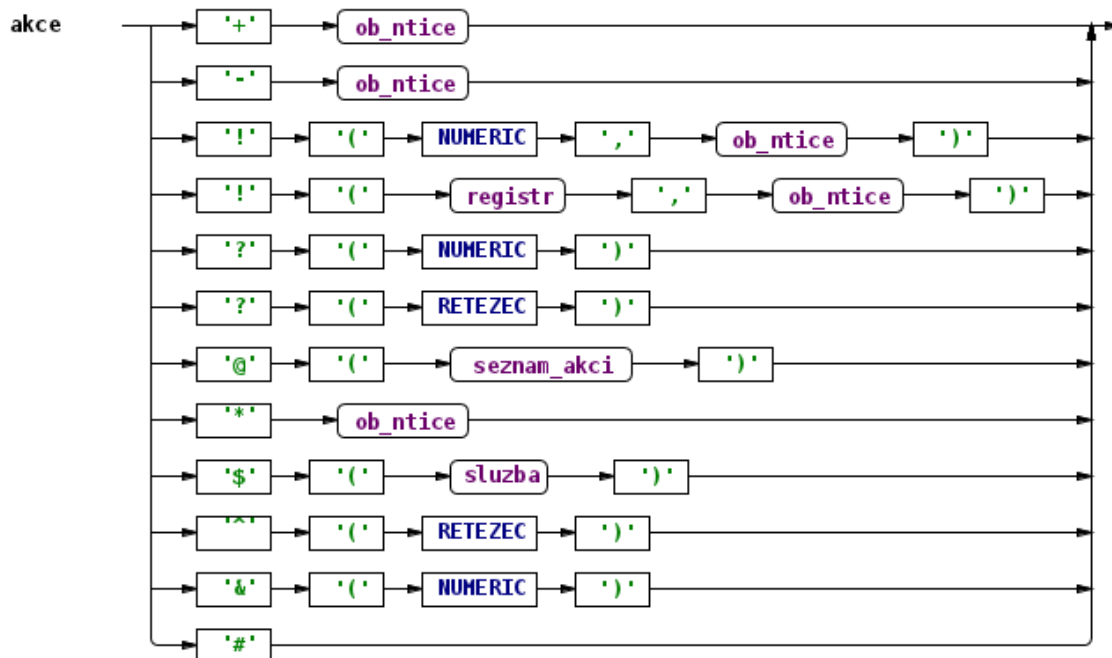 akce '+' ob_ntice
'-' ob_ntice
'!' '(' NUMERIC ',' ob_ntice ')'
'!' '(' registr ',' ob_ntice ')'
'?' '(' NUMERIC ')'
'?' '(' RETEZEC ')'
'@' '(' seznam_akci ')'
'*' ob_ntice
'$' '(' sluzba ')'
'^' '(' RETEZEC ')'
'&' '(' NUMERIC ')'
'#'